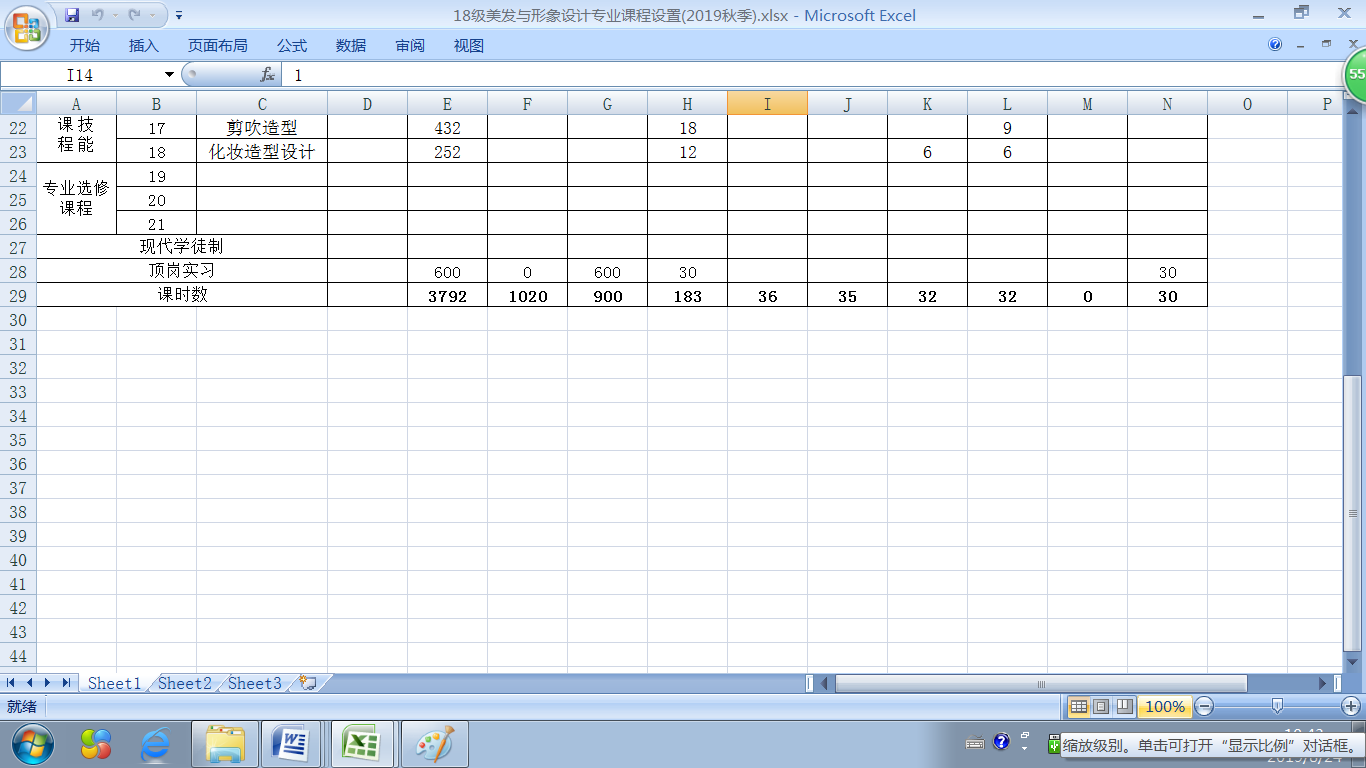 18级美发与形象设计专业课程设置(2019秋季).xlsx - Microsoft Excel
开始 插入 页面布局 公式 数据 审阅 视图
I14 fx 1
55
A B C D E F G H I J K L M N O P
22 课 技 17 剪吹造型 432 18 9
23 程 能 18 化妆造型设计 252 12 6 6
24 专业选修 19
25 课程 20
26 21
27 现代学徒制
28 顶岗实习 600 0 600 30 30
29 课时数 3792 1020 900 183 36 35 32 32 0 30
30
31
32
33
34
35
36
37
38
39
40
41
42
43
44
Sheet1 Sheet2 Sheet3
就绪 100%
缩放级别。单击可打开“显示比例”对话框。